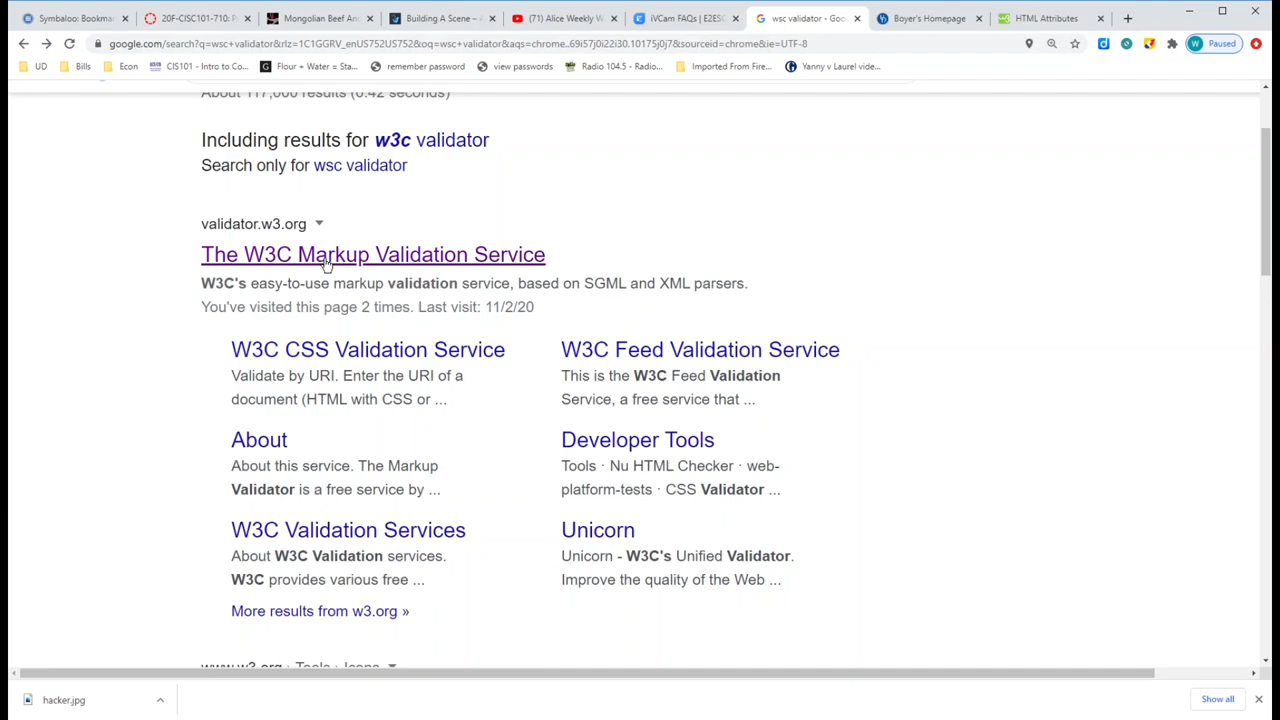 Symbaloo: Bookma
20F-CISC101-710: P
Mongolian Beef An
Building A Scene – A
(71) Alice Weekly W
iVCam FAQs | E2ESO
wsc validator - Goo
Boyer's Homepage
HTML Attributes
google.com/search?q=wsc+validator&rlz=1C1GGRV_enUS752US752&oq=wsc+validator&aqs=chrome..69i57j0i22i30.10175j0j7&sourceid=chrome&ie=UTF-8
Paused
UD
Bills
Econ
CIS101 - Intro to Co...
Flour + Water = Sta...
remember password
view passwords
Radio 104.5 - Radio...
Imported From Fire...
Yanny v Laurel vide...
About 117,000 results (0.42 seconds)
Including results for w3c validator
Search only for wsc validator
validator.w3.org
The W3C Markup Validation Service
W3C's easy-to-use markup validation service, based on SGML and XML parsers.
You've visited this page 2 times. Last visit: 11/2/20
W3C CSS Validation Service
Validate by URI. Enter the URI of a
document (HTML with CSS or ...
W3C Feed Validation Service
This is the W3C Feed Validation
Service, a free service that ...
About
About this service. The Markup
Validator is a free service by ...
Developer Tools
Tools · Nu HTML Checker · web-
platform-tests · CSS Validator ...
W3C Validation Services
About W3C Validation services.
W3C provides various free ...
Unicorn
Unicorn - W3C's Unified Validator.
Improve the quality of the Web ...
More results from w3.org »
www.w3.org › Tools › Icons
hacker.jpg
Show all